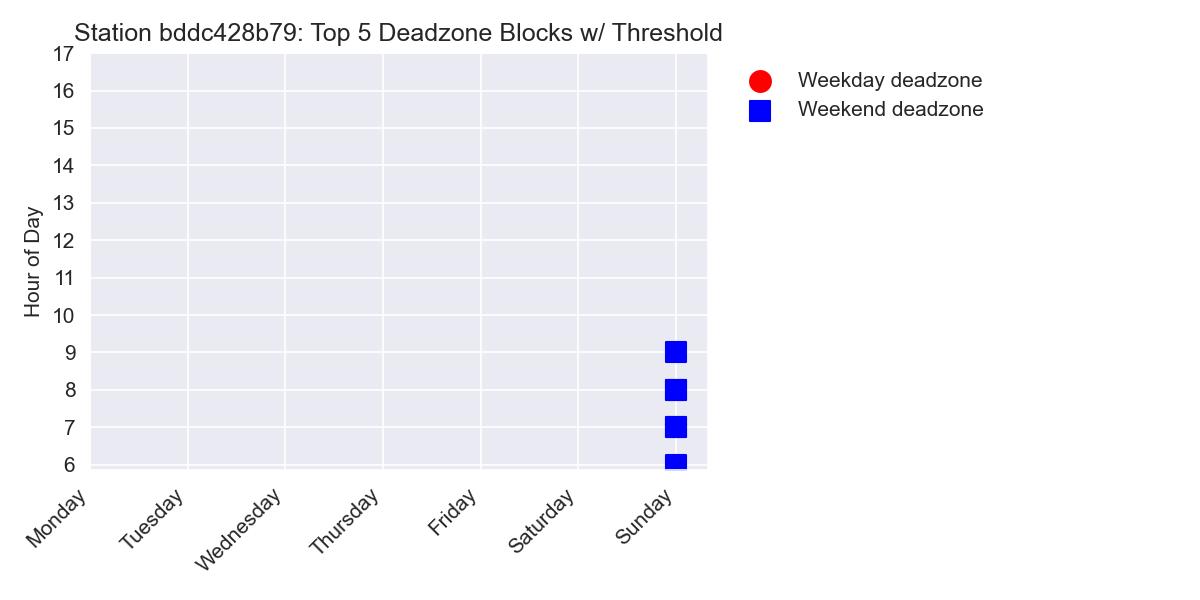 Station bddc428b79: Top 5 Deadzone Blocks w/ Threshold
17
16
15
14
13
12
11
10
9
8
7
6
Hour of Day
Monday
Tuesday
Wednesday
Thursday
Friday
Saturday
Sunday
Weekday deadzone
Weekend deadzone